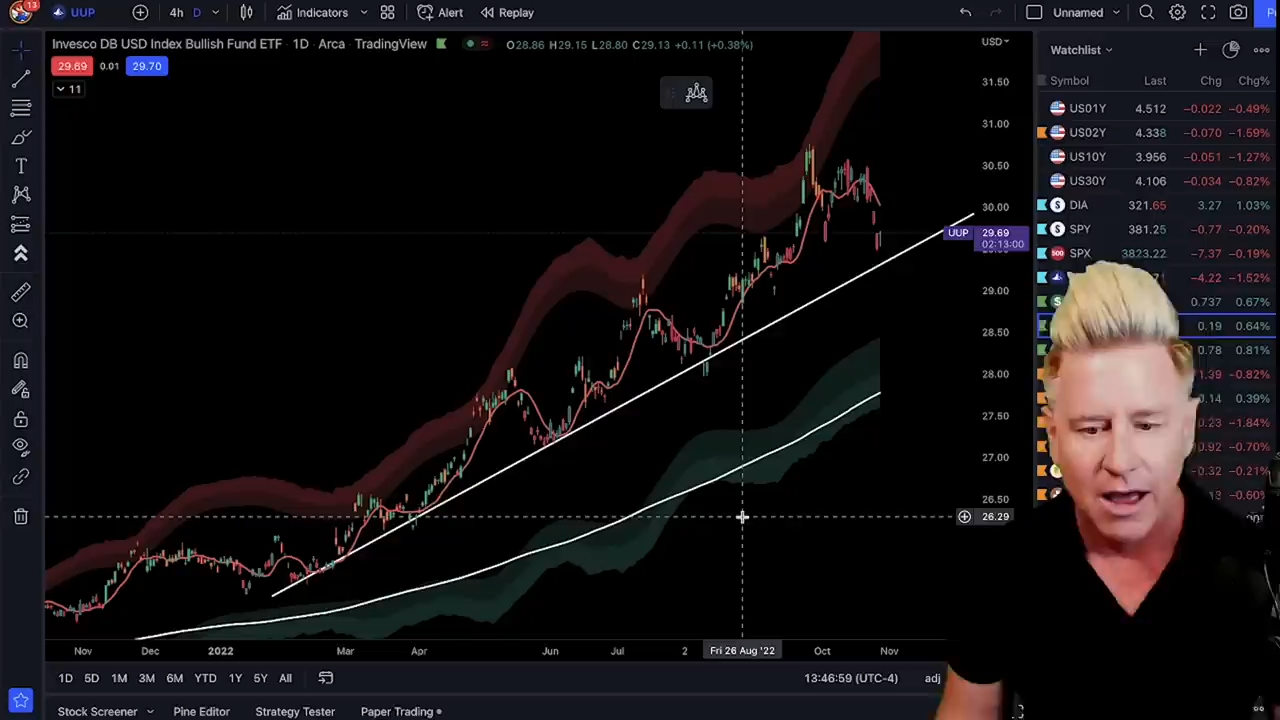 13 UUP 4h D Indicators Alert Replay Unnamed
Invesco DB USD Index Bullish Fund ETF · 1D · Arca · TradingView O28.86 H29.15 L28.80 C29.13 +0.11 (+0.38%) USD
29.69 0.01 29.70
11
31.50
31.00
30.50
30.00
UUP 29.69
02:13:00
29.00
28.50
28.00
27.50
27.00
26.50
26.29
Nov Dec 2022 Mar Apr Jun Jul 2 Fri 26 Aug '22 Oct Nov
1D 5D 1M 3M 6M YTD 1Y 5Y All 13:46:59 (UTC-4) adj
Stock Screener Pine Editor Strategy Tester Paper Trading
Watchlist
Symbol Last Chg Chg%
US01Y 4.512 −0.022 −0.49%
US02Y 4.338 −0.070 −1.59%
US10Y 3.956 −0.051 −1.27%
US30Y 4.106 −0.034 −0.82%
DIA 321.65 3.27 1.03%
SPY 381.25 −0.77 −0.20%
SPX 3823.22 −7.37 −0.19%
−4.22 −1.52%
0.737 0.67%
0.19 0.64%
0.78 0.81%
−0.82%
0.39%
−1.84%
−0.70%
−0.21%
−0.60%